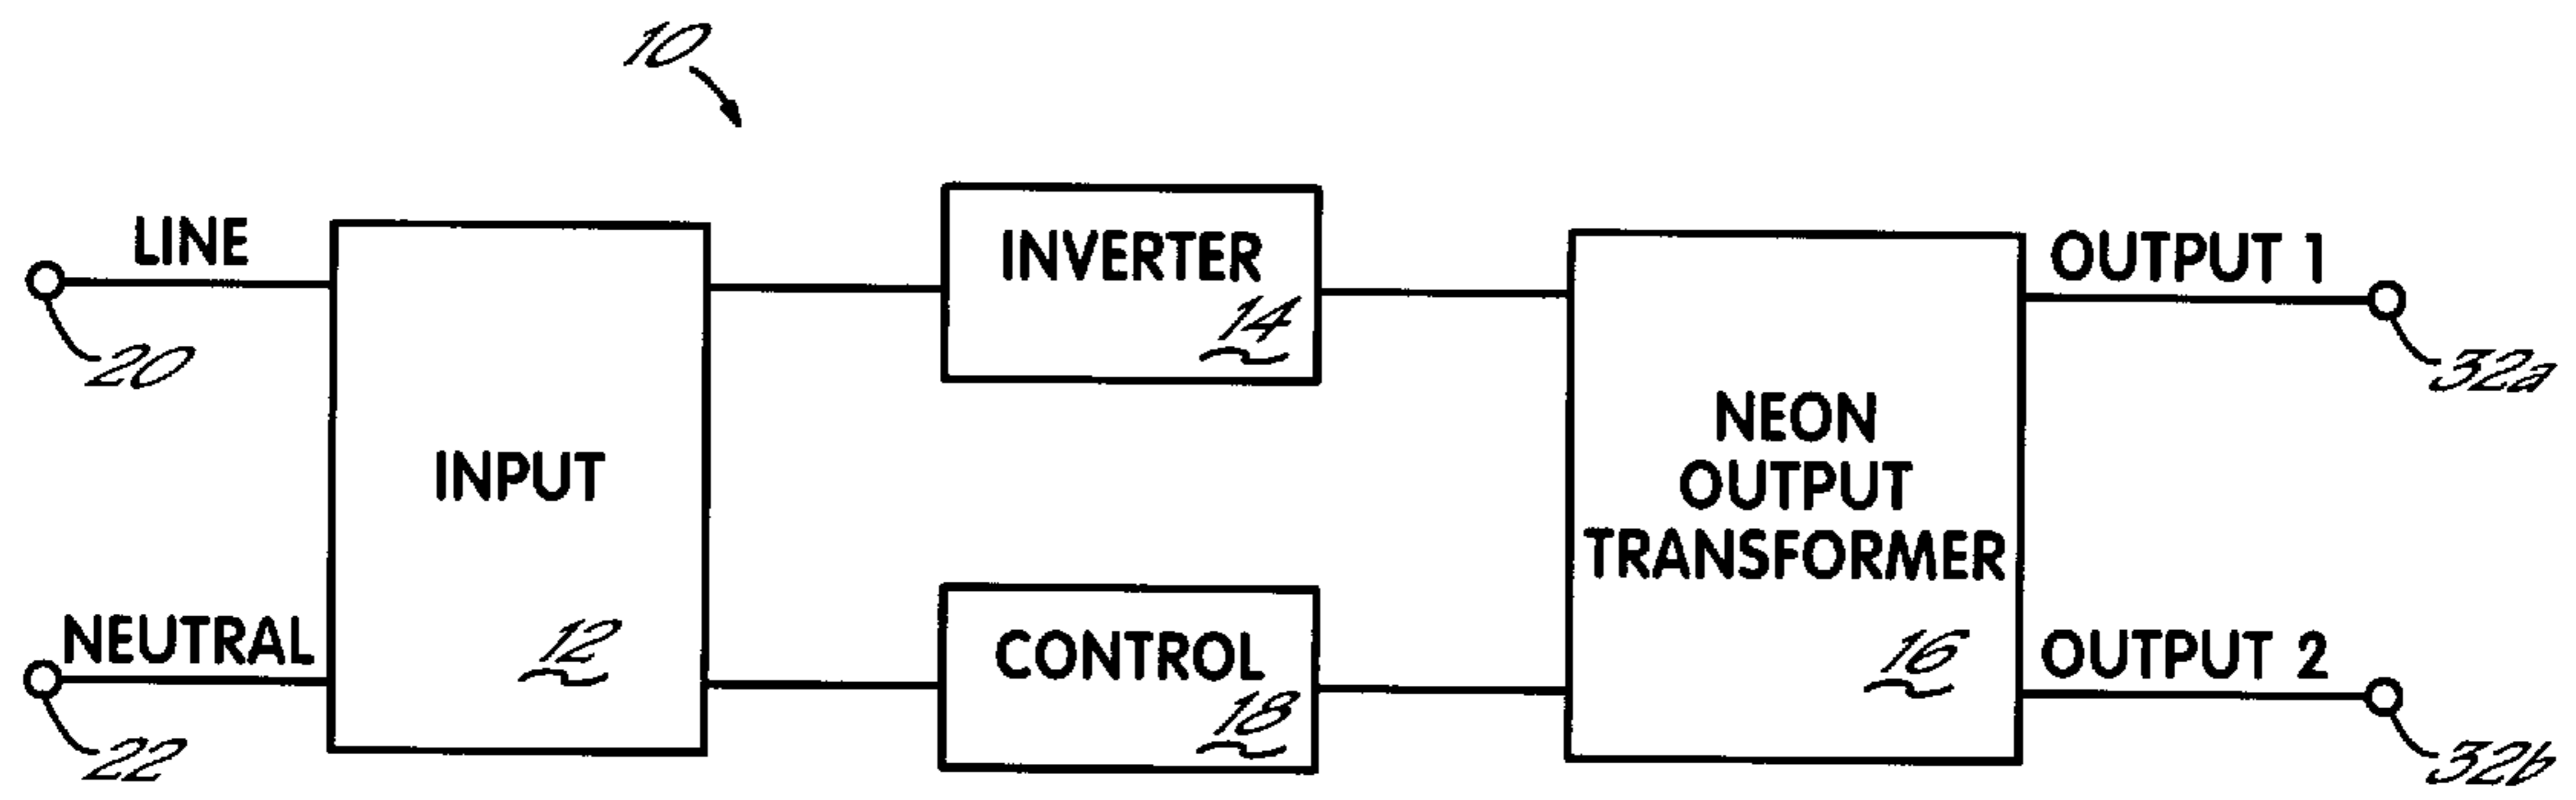 10
LINE
20
INPUT
12
NEUTRAL
22
INVERTER
14
CONTROL
18
NEON
OUTPUT
TRANSFORMER
16
OUTPUT 1
32a
OUTPUT 2
32b